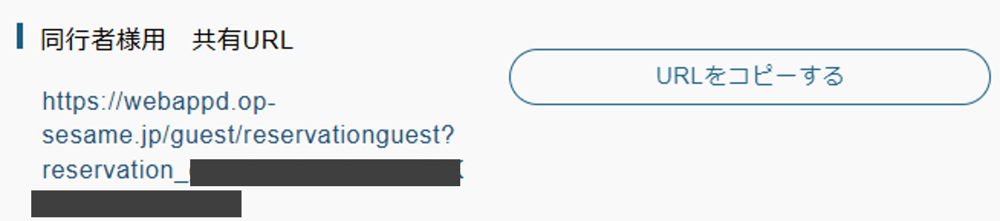 同行者様用　共有URL
URLをコピーする
https://webappd.op-
sesame.jp/guest/reservationguest?
reservation_